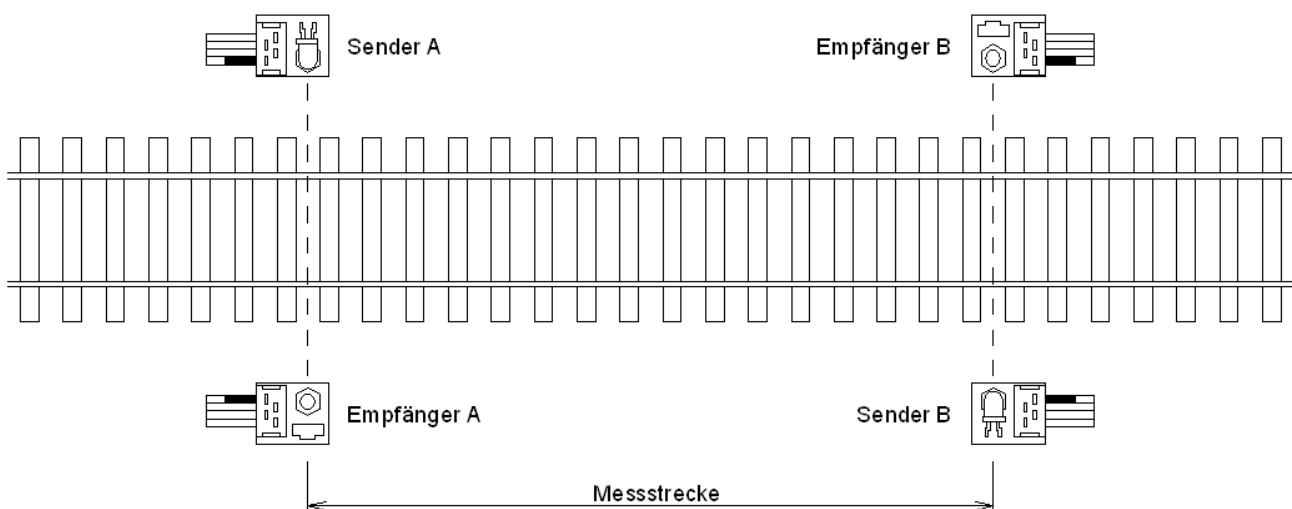 Sender A
Empfänger B
Empfänger A
Sender B
Messstrecke